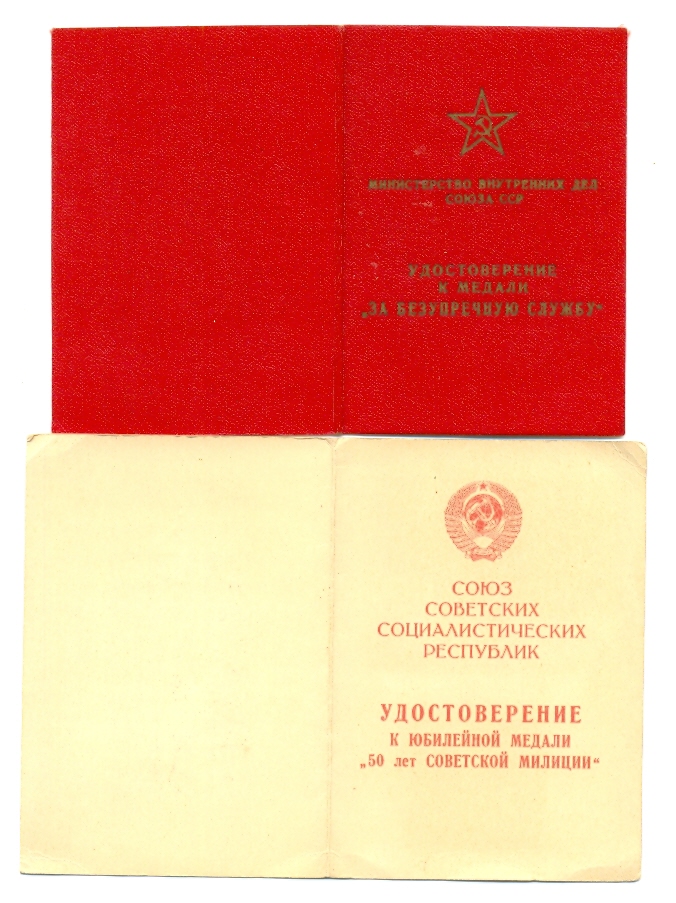 МИНИСТЕРСТВО ВНУТРЕННИХ ДЕЛ
СОЮЗА ССР
УДОСТОВЕРЕНИЕ
К МЕДАЛИ
„ЗА БЕЗУПРЕЧНУЮ СЛУЖБУ“
СОЮЗ
СОВЕТСКИХ
СОЦИАЛИСТИЧЕСКИХ
РЕСПУБЛИК
УДОСТОВЕРЕНИЕ
К ЮБИЛЕЙНОЙ МЕДАЛИ
„50 лет СОВЕТСКОЙ МИЛИЦИИ“